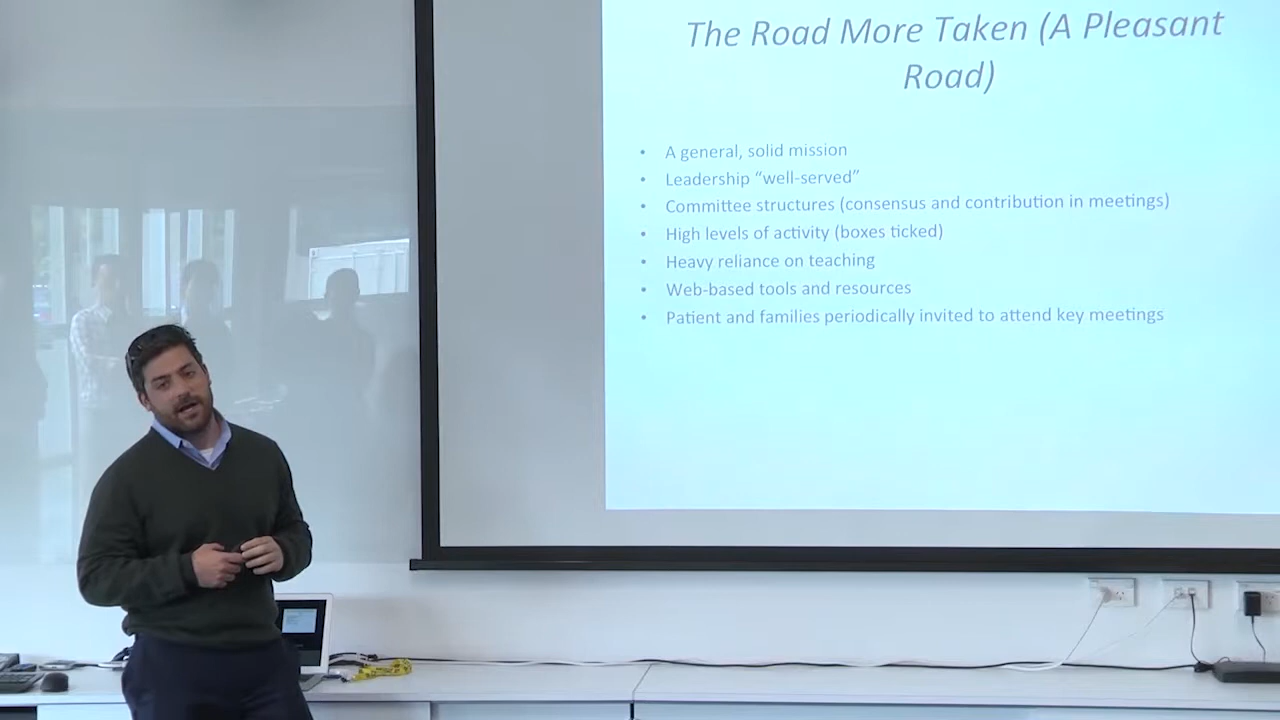 The Road More Taken (A Pleasant
Road)
• A general, solid mission
• Leadership “well-served”
• Committee structures (consensus and contribution in meetings)
• High levels of activity (boxes ticked)
• Heavy reliance on teaching
• Web-based tools and resources
• Patient and families periodically invited to attend key meetings